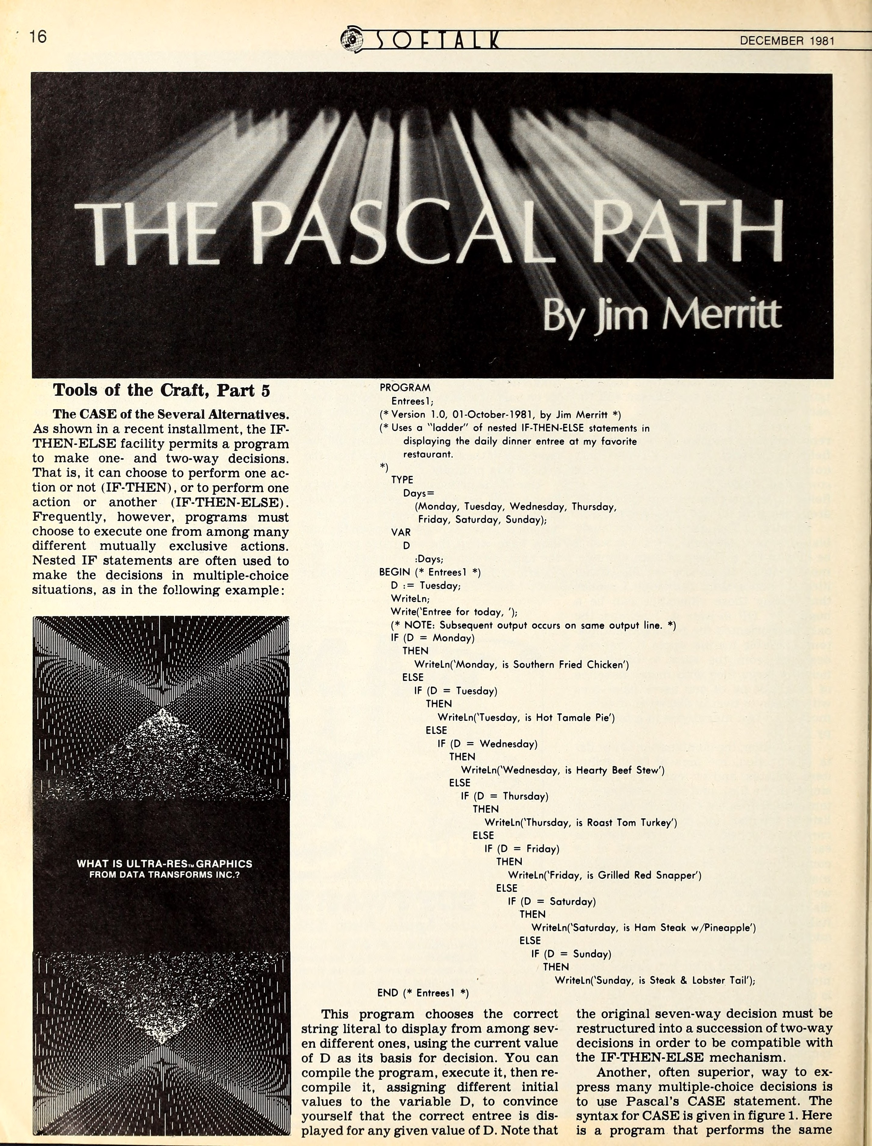 16
SOFTALK
DECEMBER 1981
THE PASCAL PATH
By Jim Merritt
Tools of the Craft, Part 5
The CASE of the Several Alternatives.
As shown in a recent installment, the IF-
THEN-ELSE facility permits a program
to make one- and two-way decisions.
That is, it can choose to perform one ac-
tion or not (IF-THEN), or to perform one
action or another (IF-THEN-ELSE).
Frequently, however, programs must
choose to execute one from among many
different mutually exclusive actions.
Nested IF statements are often used to
make the decisions in multiple-choice
situations, as in the following example:
WHAT IS ULTRA-RES™ GRAPHICS
FROM DATA TRANSFORMS INC.?
PROGRAM
Entrees1;
(* Version 1.0, 01-October-1981, by Jim Merritt *)
(* Uses a "ladder" of nested IF-THEN-ELSE statements in
displaying the daily dinner entree at my favorite
restaurant.
*)
TYPE
Days=
(Monday, Tuesday, Wednesday, Thursday,
Friday, Saturday, Sunday);
VAR
D
:Days;
BEGIN (* Entrees1 *)
D := Tuesday;
WriteLn;
Write('Entree for today, ');
(* NOTE: Subsequent output occurs on same output line. *)
IF (D = Monday)
THEN
WriteLn('Monday, is Southern Fried Chicken')
ELSE
IF (D = Tuesday)
THEN
WriteLn('Tuesday, is Hot Tamale Pie')
ELSE
IF (D = Wednesday)
THEN
WriteLn('Wednesday, is Hearty Beef Stew')
ELSE
IF (D = Thursday)
THEN
WriteLn('Thursday, is Roast Tom Turkey')
ELSE
IF (D = Friday)
THEN
WriteLn('Friday, is Grilled Red Snapper')
ELSE
IF (D = Saturday)
THEN
WriteLn('Saturday, is Ham Steak w/Pineapple')
ELSE
IF (D = Sunday)
THEN
WriteLn('Sunday, is Steak & Lobster Tail');
END (* Entrees1 *)
This program chooses the correct
string literal to display from among sev-
en different ones, using the current value
of D as its basis for decision. You can
compile the program, execute it, then re-
compile it, assigning different initial
values to the variable D, to convince
yourself that the correct entree is dis-
played for any given value of D. Note that
the original seven-way decision must be
restructured into a succession of two-way
decisions in order to be compatible with
the IF-THEN-ELSE mechanism.
Another, often superior, way to ex-
press many multiple-choice decisions is
to use Pascal's CASE statement. The
syntax for CASE is given in figure 1. Here
is a program that performs the same